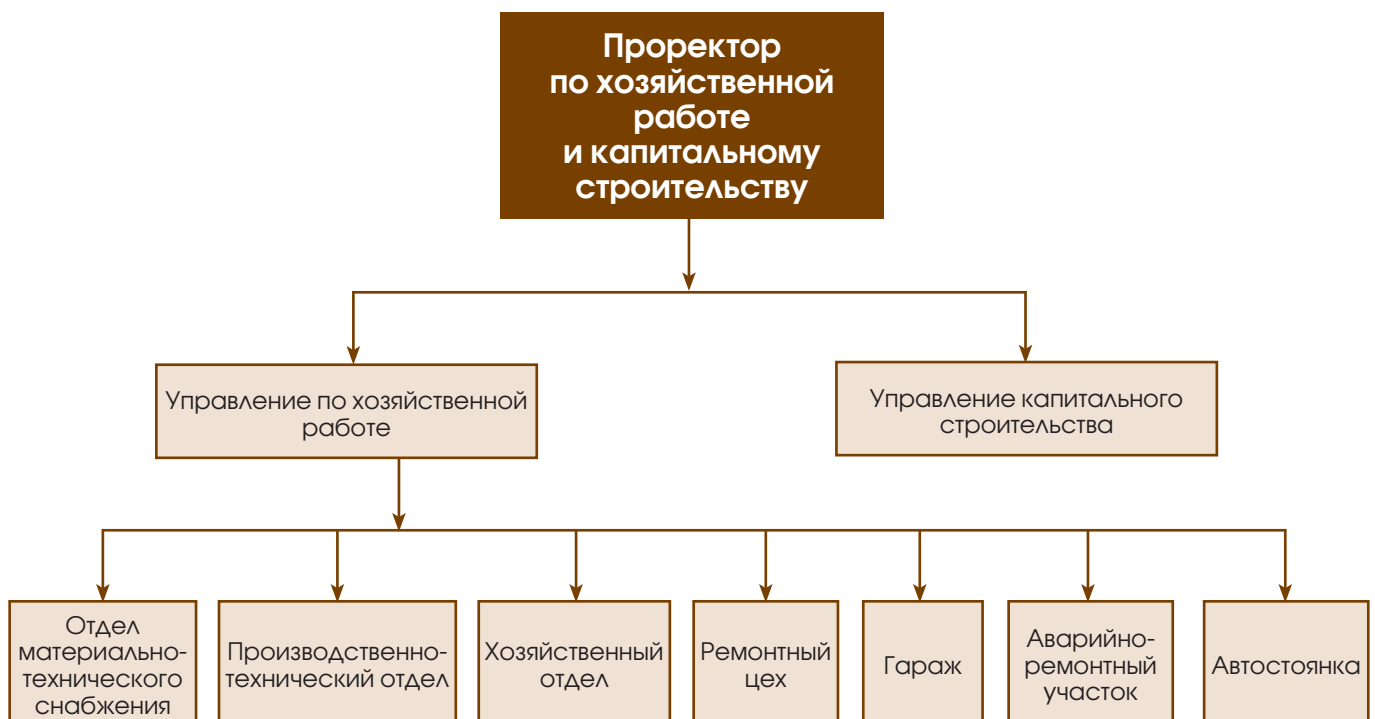 Проректор
по хозяйственной
работе
и капитальному
строительству
Управление по хозяйственной
работе
Управление капитального
строительства
Отдел
материально-
технического
снабжения
Производственно-
технический отдел
Хозяйственный
отдел
Ремонтный
цех
Гараж
Аварийно-
ремонтный
участок
Автостоянка